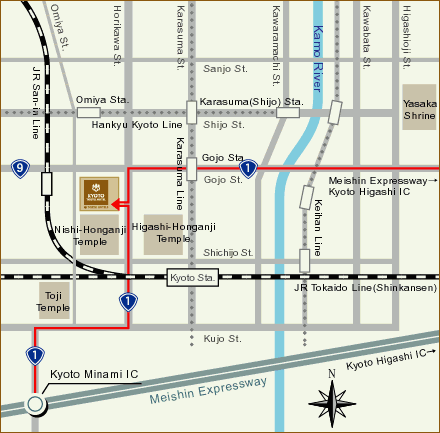 Omiya St.
Horikawa St.
Karasuma St.
Kawaramachi St.
Kamo River
Kawabata St.
Higashioji St.
JR San-in Line
Sanjo St.
Omiya Sta.
Karasuma(Shijo) Sta.
Yasaka
Shrine
Hankyu Kyoto Line
Shijo St.
Karasuma Line
Gojo Sta.
9
1
Gojo St.
Meishin Expressway→
Kyoto Higashi IC
KYOTO
Keihan Line
Nishi-Honganji
Temple
Higashi-Honganji
Temple
Shichijo St.
Kyoto Sta.
JR Tokaido Line(Shinkansen)
Toji
Temple
1
Kujo St.
1
Kyoto Higashi IC→
Kyoto Minami IC
Meishin Expressway
N